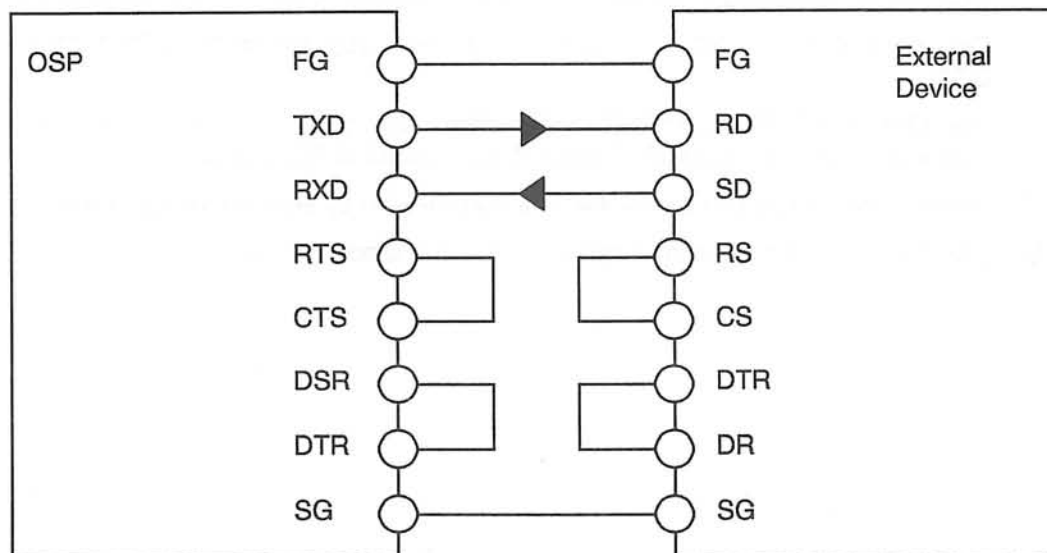 OSP
FG
FG
External
Device
TXD
RD
RXD
SD
RTS
RS
CTS
CS
DSR
DTR
DTR
DR
SG
SG